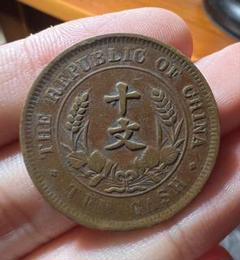 THE REPUBLIC OF CHINA
十
文
TEN CASH